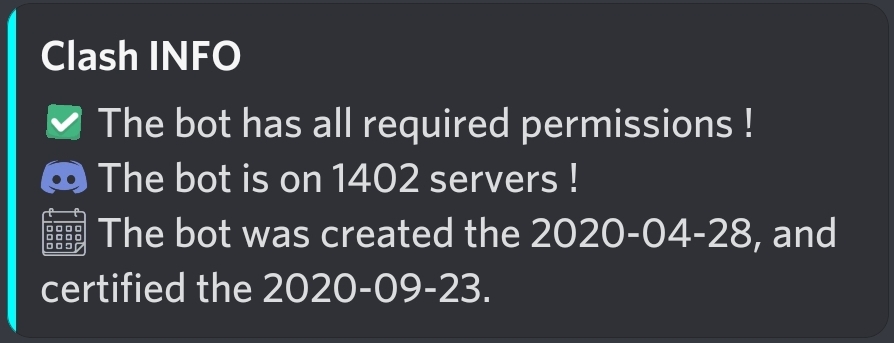 Clash INFO
The bot has all required permissions !
The bot is on 1402 servers !
The bot was created the 2020-04-28, and
certified the 2020-09-23.